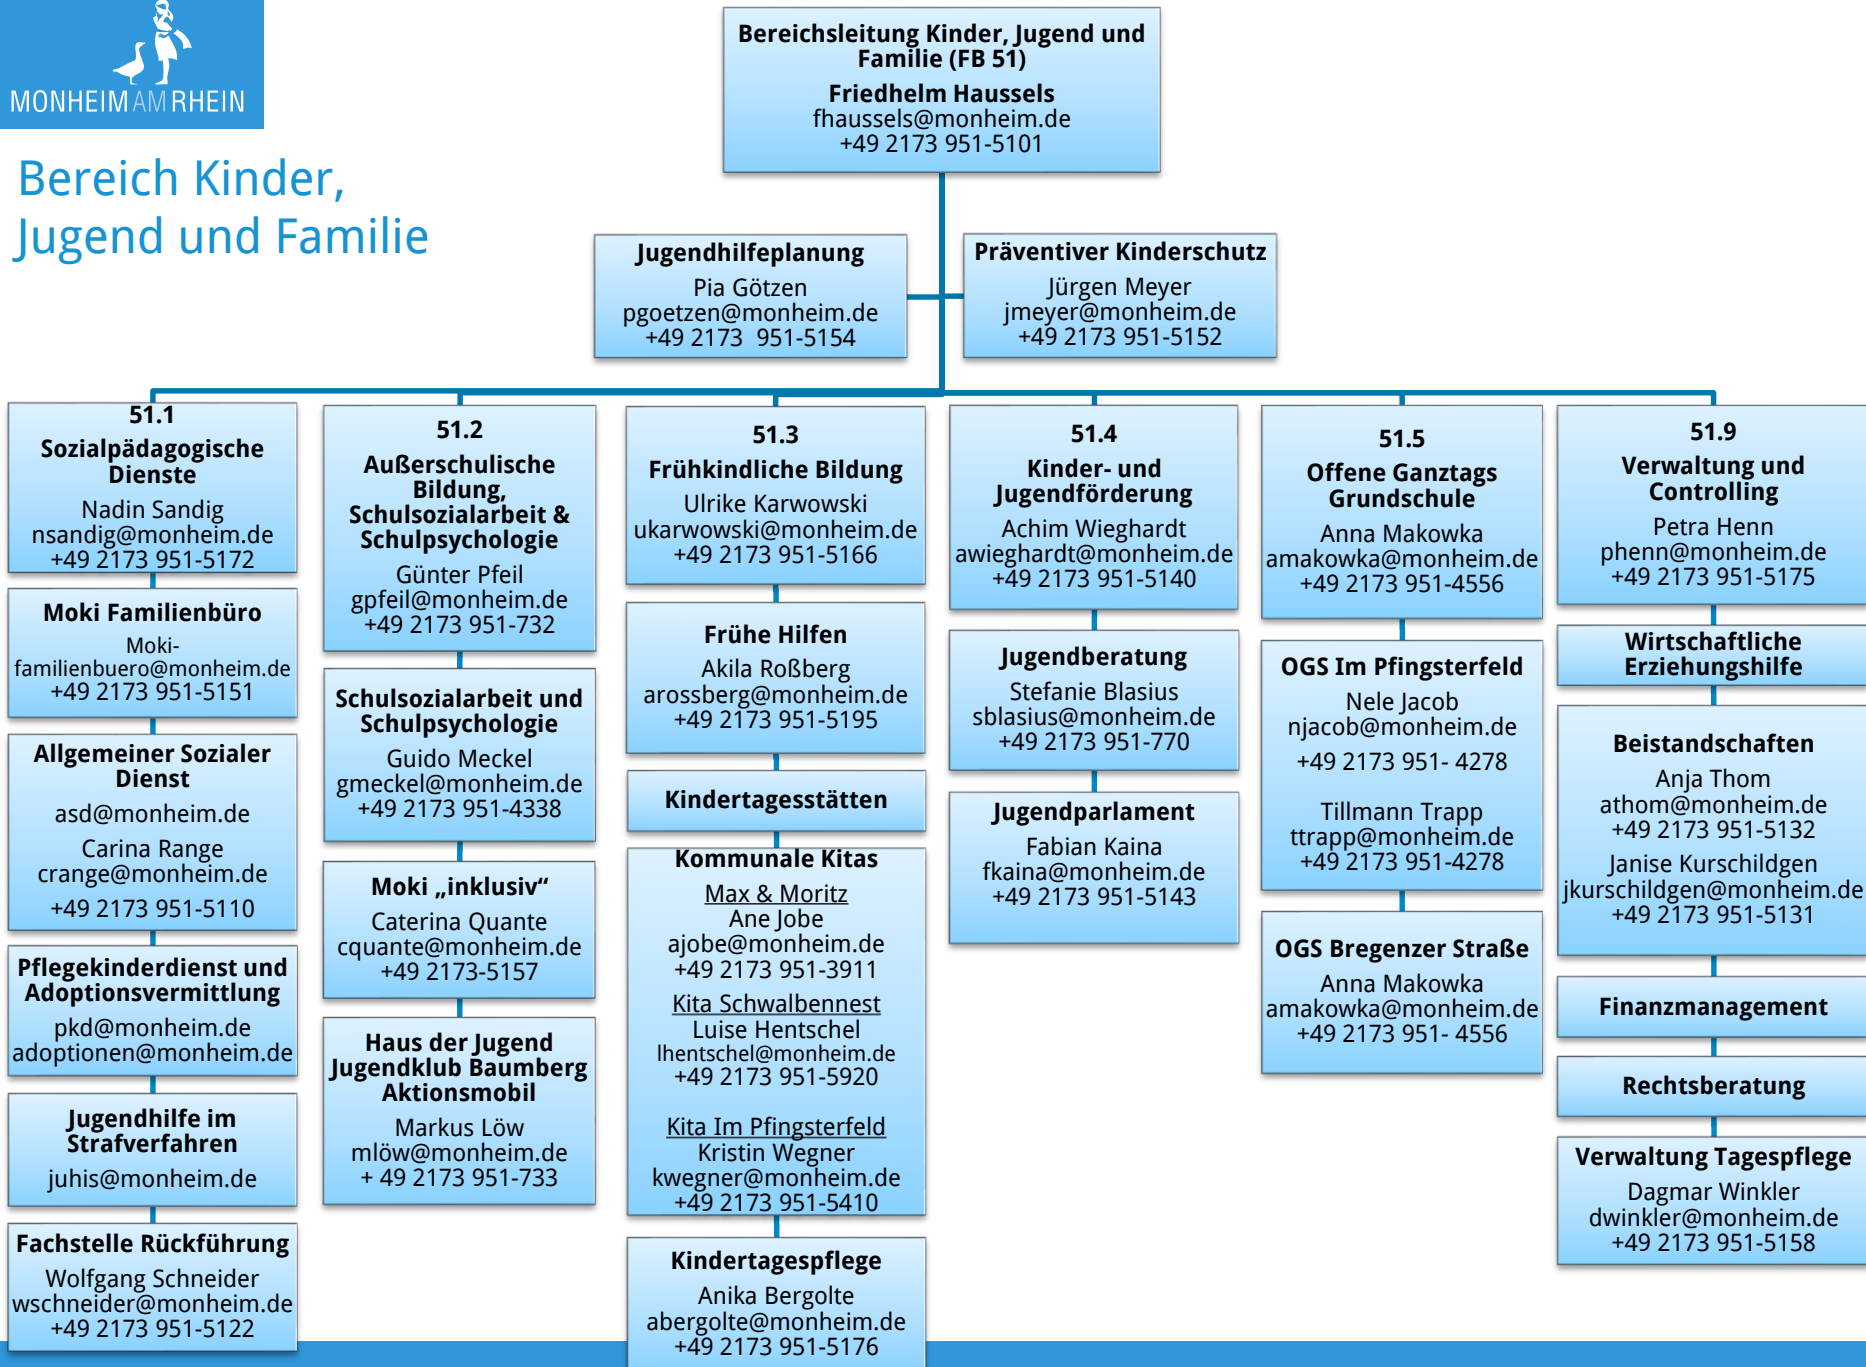 MONHEIM AM RHEIN
Bereich Kinder,
Jugend und Familie
Bereichsleitung Kinder, Jugend und
Familie (FB 51)
Friedhelm Haussels
fhaussels@monheim.de
+49 2173 951-5101
Jugendhilfeplanung
Pia Götzen
pgoetzen@monheim.de
+49 2173  951-5154
Präventiver Kinderschutz
Jürgen Meyer
jmeyer@monheim.de
+49 2173 951-5152
51.1
Sozialpädagogische
Dienste
Nadin Sandig
nsandig@monheim.de
+49 2173 951-5172
Moki Familienbüro
Moki-
familienbuero@monheim.de
+49 2173 951-5151
Allgemeiner Sozialer
Dienst
asd@monheim.de
Carina Range
crange@monheim.de
+49 2173 951-5110
Pflegekinderdienst und
Adoptionsvermittlung
pkd@monheim.de
adoptionen@monheim.de
Jugendhilfe im
Strafverfahren
juhis@monheim.de
Fachstelle Rückführung
Wolfgang Schneider
wschneider@monheim.de
+49 2173 951-5122
51.2
Außerschulische
Bildung,
Schulsozialarbeit &
Schulpsychologie
Günter Pfeil
gpfeil@monheim.de
+49 2173 951-732
Schulsozialarbeit und
Schulpsychologie
Guido Meckel
gmeckel@monheim.de
+49 2173 951-4338
Moki „inklusiv“
Caterina Quante
cquante@monheim.de
+49 2173-5157
Haus der Jugend
Jugendklub Baumberg
Aktionsmobil
Markus Löw
mlöw@monheim.de
+ 49 2173 951-733
51.3
Frühkindliche Bildung
Ulrike Karwowski
ukarwowski@monheim.de
+49 2173 951-5166
Frühe Hilfen
Akila Roßberg
arossberg@monheim.de
+49 2173 951-5195
Kindertagesstätten
Kommunale Kitas
Max & Moritz
Ane Jobe
ajobe@monheim.de
+49 2173 951-3911
Kita Schwalbennest
Luise Hentschel
lhentschel@monheim.de
+49 2173 951-5920
Kita Im Pfingsterfeld
Kristin Wegner
kwegner@monheim.de
+49 2173 951-5410
Kindertagespflege
Anika Bergolte
abergolte@monheim.de
+49 2173 951-5176
51.4
Kinder- und
Jugendförderung
Achim Wieghardt
awieghardt@monheim.de
+49 2173 951-5140
Jugendberatung
Stefanie Blasius
sblasius@monheim.de
+49 2173 951-770
Jugendparlament
Fabian Kaina
fkaina@monheim.de
+49 2173 951-5143
51.5
Offene Ganztags
Grundschule
Anna Makowka
amakowka@monheim.de
+49 2173 951-4556
OGS Im Pfingsterfeld
Nele Jacob
njacob@monheim.de
+49 2173 951- 4278
Tillmann Trapp
ttrapp@monheim.de
+49 2173 951-4278
OGS Bregenzer Straße
Anna Makowka
amakowka@monheim.de
+49 2173 951- 4556
51.9
Verwaltung und
Controlling
Petra Henn
phenn@monheim.de
+49 2173 951-5175
Wirtschaftliche
Erziehungshilfe
Beistandschaften
Anja Thom
athom@monheim.de
+49 2173 951-5132
Janise Kurschildgen
jkurschildgen@monheim.de
+49 2173 951-5131
Finanzmanagement
Rechtsberatung
Verwaltung Tagespflege
Dagmar Winkler
dwinkler@monheim.de
+49 2173 951-5158